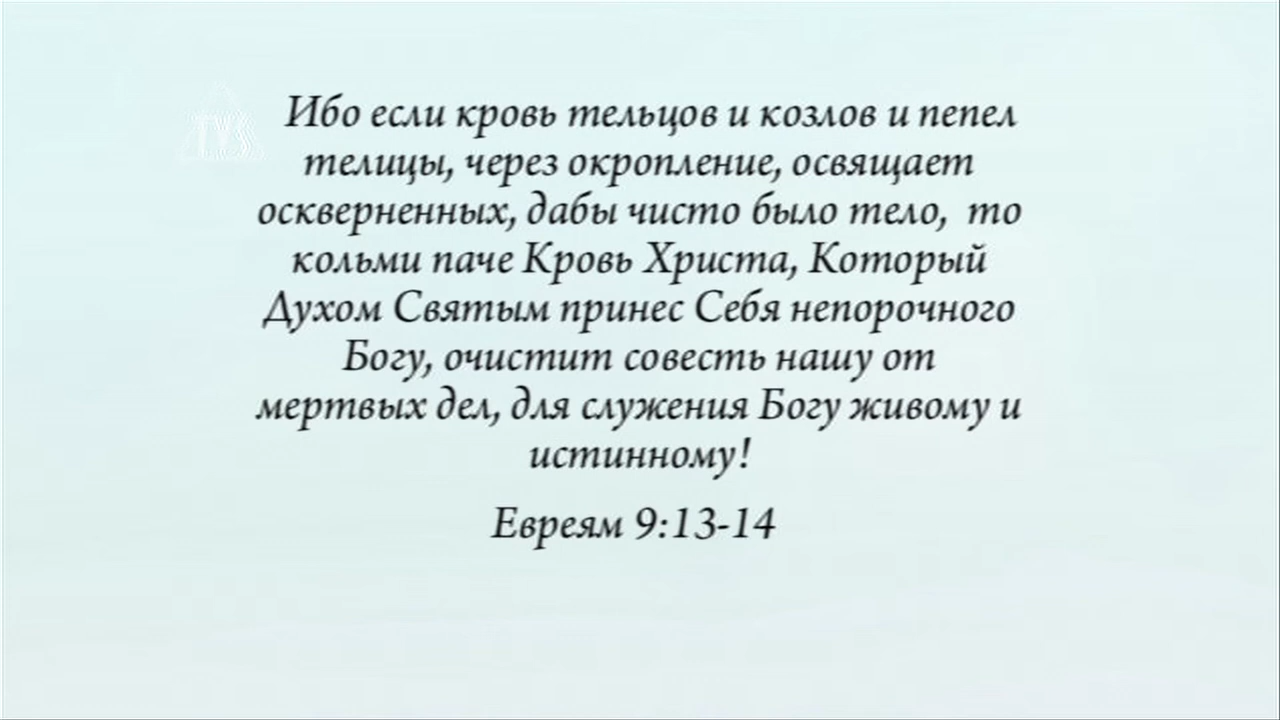 Ибо если кровь тельцов и козлов и пепел
телицы, через окропление, освящает
оскверненных, дабы чисто было тело, то
кольми паче Кровь Христа, Который
Духом Святым принес Себя непорочного
Богу, очистит совесть нашу от
мертвых дел, для служения Богу живому и
истинному!
Евреям 9:13-14